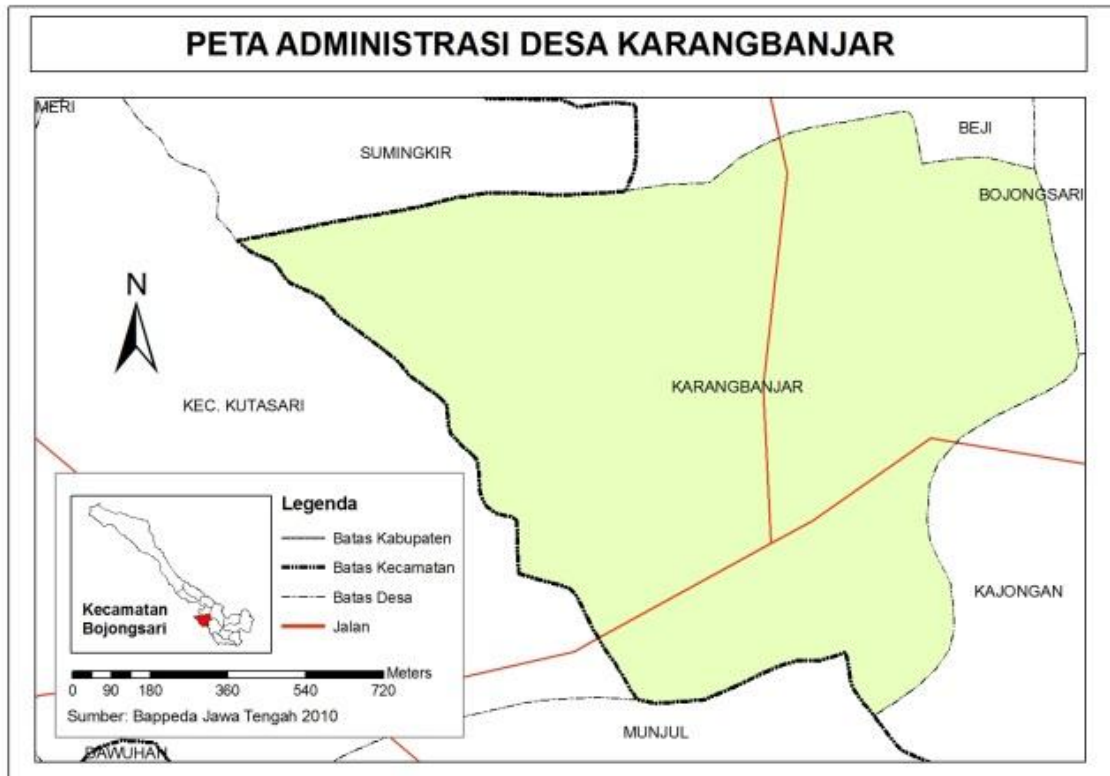 PETA ADMINISTRASI DESA KARANGBANJAR
MERI
SUMINGKIR
BEJI
BOJONGSARI
N
KEC. KUTASARI
KARANGBANJAR
KAJONGAN
MUNJUL
BAWUHAN
Legenda
Batas Kabupaten
Batas Kecamatan
Batas Desa
Jalan
Kecamatan
Bojongsari
0 90 180 360 540 720 Meters
Sumber: Bappeda Jawa Tengah 2010